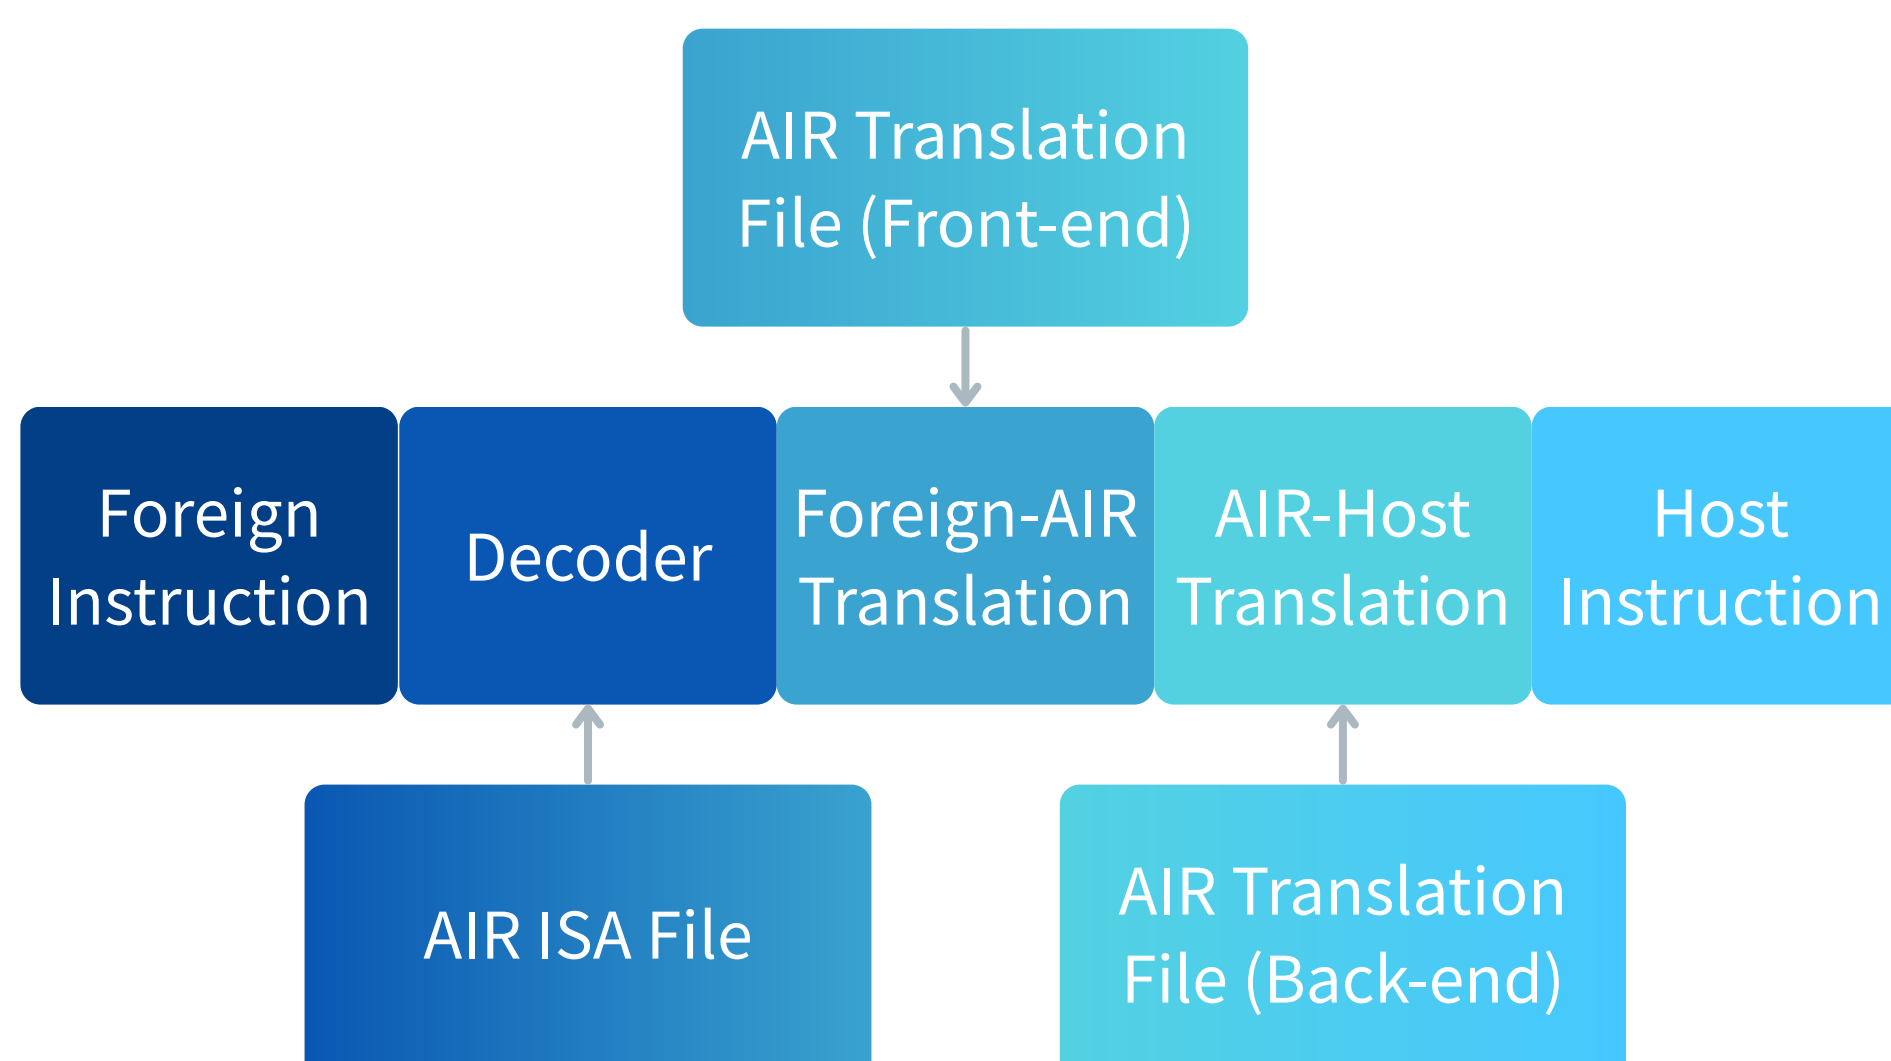 AIR Translation
File (Front-end)
Foreign
Instruction
Decoder
Foreign-AIR
Translation
AIR-Host
Translation
Host
Instruction
AIR ISA File
AIR Translation
File (Back-end)